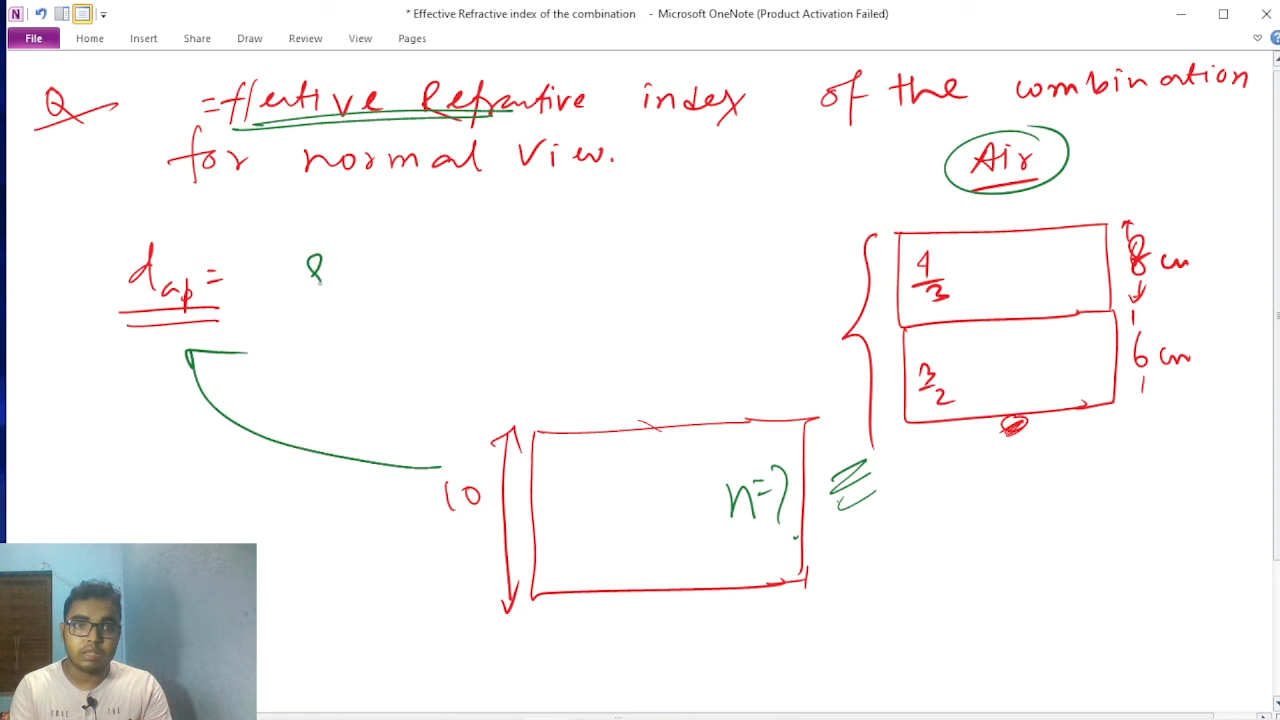 * Effective Refractive index of the combination - Microsoft OneNote (Product Activation Failed)
File Home Insert Share Draw Review View Pages
Q Effective Refractive index of the combination
for normal view.
Air
d_ap = 8
4/3 8 cm
3/2 6 cm
10 n=?